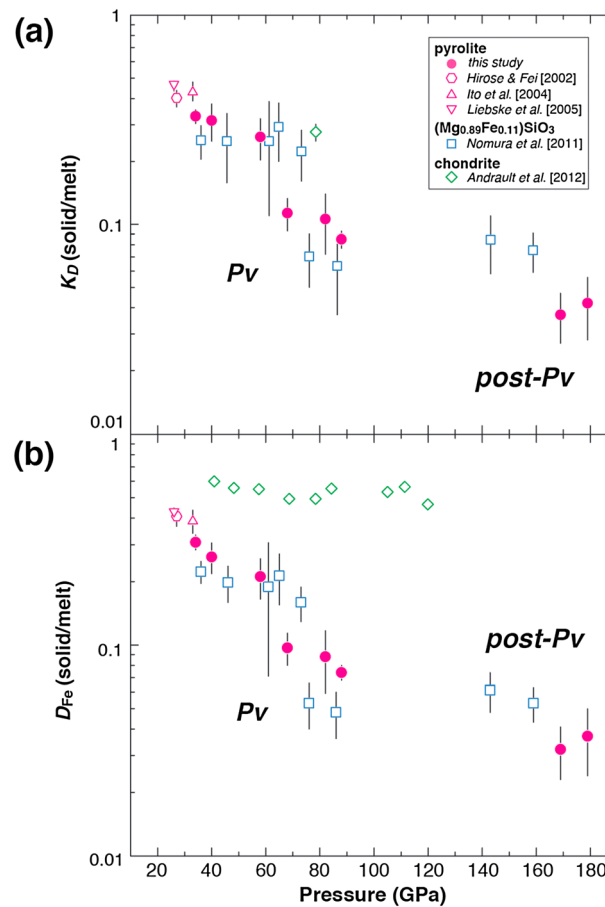 (a)
1
0.1
0.01
K_D (solid/melt)
pyrolite
this study
Hirose & Fei [2002]
Ito et al. [2004]
Liebske et al. [2005]
(Mg0.89Fe0.11)SiO3
Nomura et al. 2011]
chondrite
Andrault et al. [2012]
Pv
post-Pv
(b)
1
0.1
0.01
D_Fe (solid/melt)
post-Pv
Pv
20 40 60 80 100 120 140 160 180
Pressure (GPa)